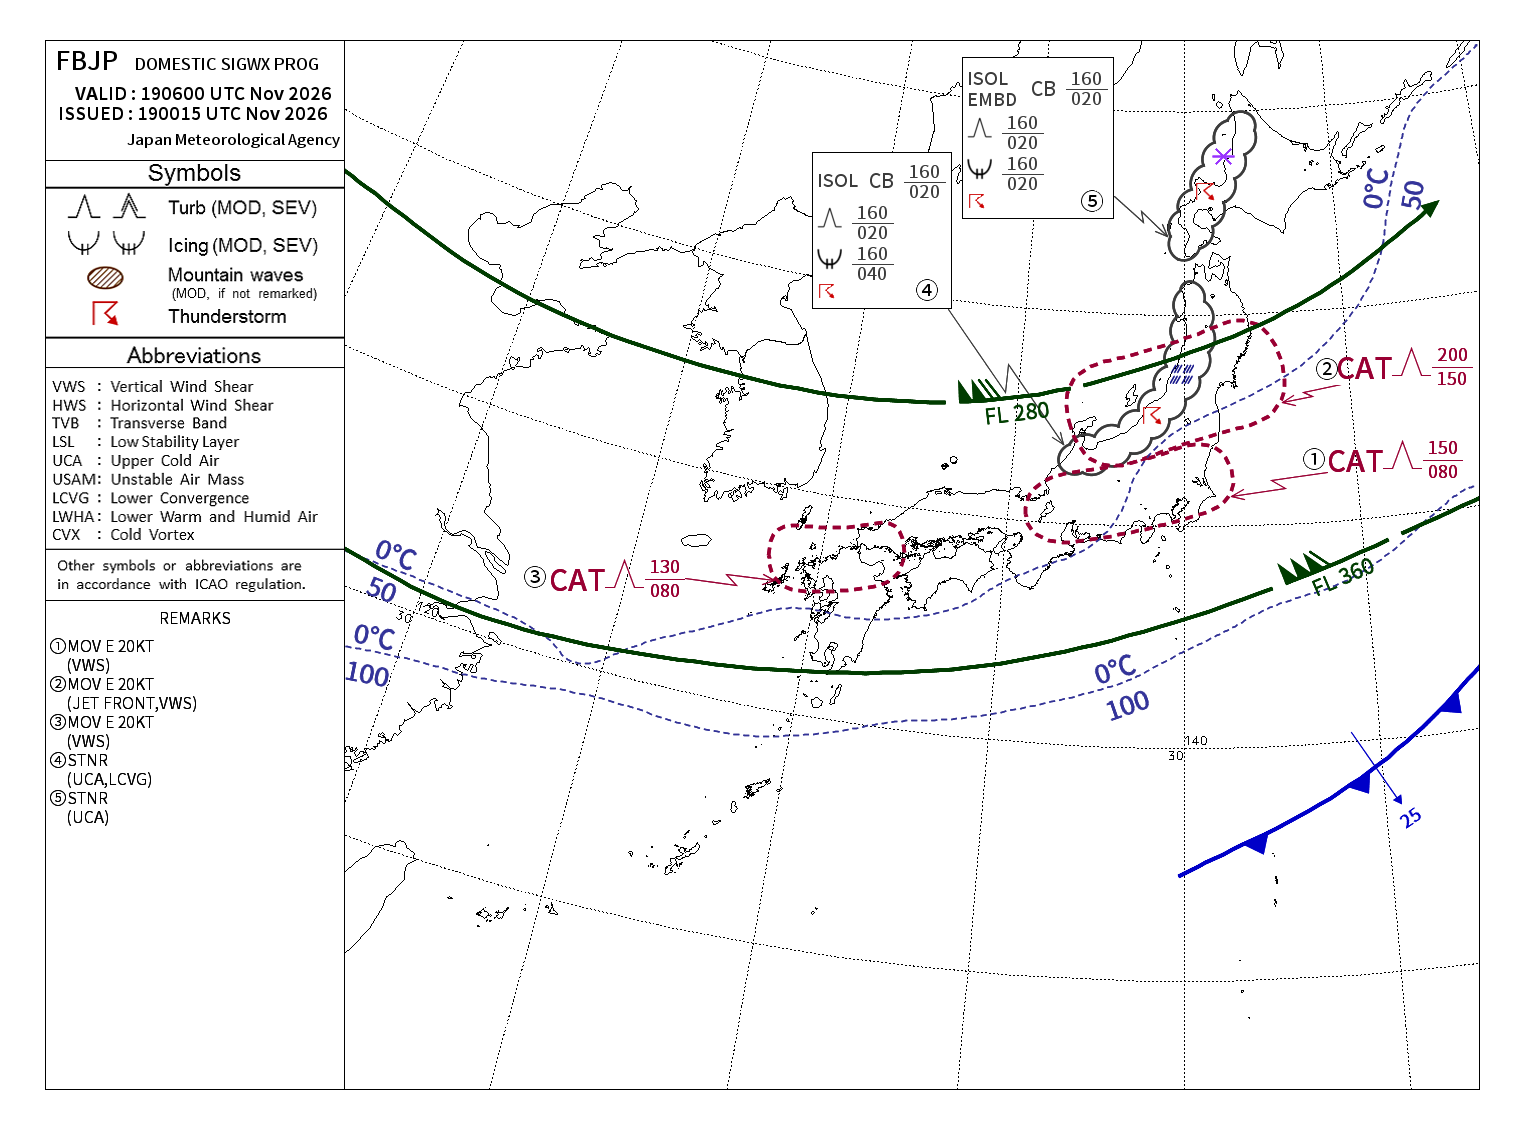 FBJP DOMESTIC SIGWX PROG
VALID : 190600 UTC Nov 2026
ISSUED : 190015 UTC Nov 2026
Japan Meteorological Agency
Symbols
Turb (MOD, SEV)
Icing (MOD, SEV)
Mountain waves
(MOD, if not remarked)
Thunderstorm
Abbreviations
VWS : Vertical Wind Shear
HWS : Horizontal Wind Shear
TVB : Transverse Band
LSL : Low Stability Layer
UCA : Upper Cold Air
USAM: Unstable Air Mass
LCVG : Lower Convergence
LWHA: Lower Warm and Humid Air
CVX : Cold Vortex
Other symbols or abbreviations are
in accordance with ICAO regulation.
REMARKS
①MOV E 20KT
(VWS)
②MOV E 20KT
(JET FRONT,VWS)
③MOV E 20KT
(VWS)
④STNR
(UCA,LCVG)
⑤STNR
(UCA)
ISOL
EMBD CB 160
020
160
020
160
020
⑤
ISOL CB 160
020
160
020
160
040
④
0°C
50
②CAT 200
150
FL 280
①CAT 150
080
③CAT 130
080
FL 360
0°C
50
30
120
0°C
100
0°C
100
140
30
25